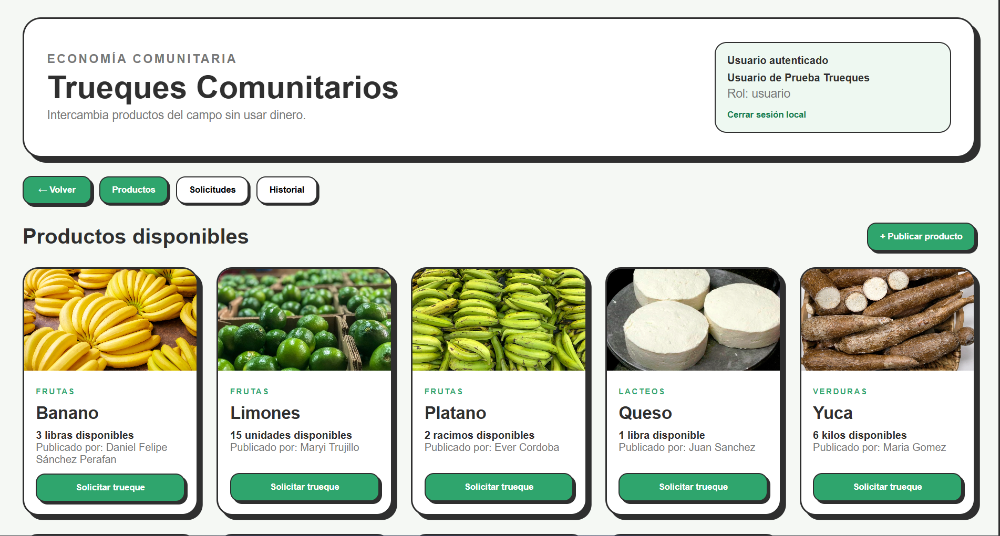 ECONOMÍA COMUNITARIA
Trueques Comunitarios
Intercambia productos del campo sin usar dinero.
Usuario autenticado
Usuario de Prueba Trueques
Rol: usuario
Cerrar sesión local
← Volver
Productos
Solicitudes
Historial
Productos disponibles
+ Publicar producto
FRUTAS
Banano
3 libras disponibles
Publicado por: Daniel Felipe
Sánchez Perafan
Solicitar trueque
FRUTAS
Limones
15 unidades disponibles
Publicado por: Maryi Trujillo
Solicitar trueque
FRUTAS
Platano
2 racimos disponibles
Publicado por: Ever Cordoba
Solicitar trueque
LACTEOS
Queso
1 libra disponible
Publicado por: Juan Sanchez
Solicitar trueque
VERDURAS
Yuca
6 kilos disponibles
Publicado por: Maria Gomez
Solicitar trueque